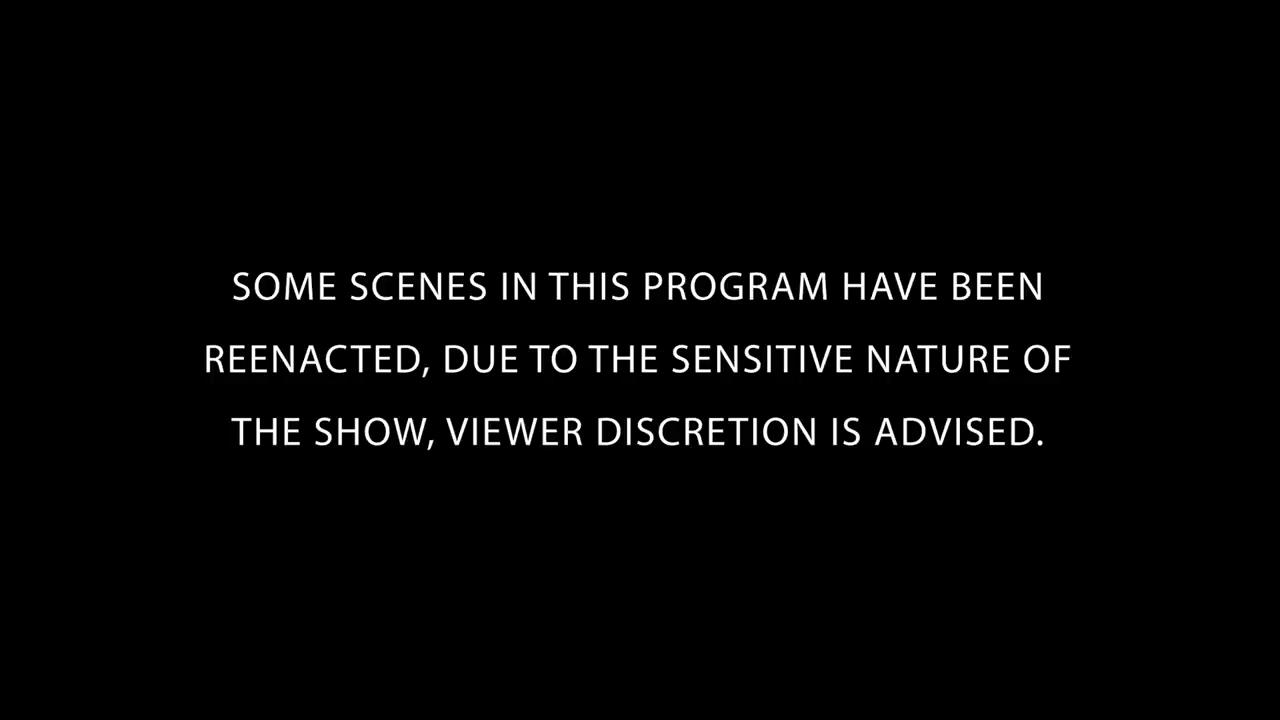 SOME SCENES IN THIS PROGRAM HAVE BEEN
REENACTED, DUE TO THE SENSITIVE NATURE OF
THE SHOW, VIEWER DISCRETION IS ADVISED.